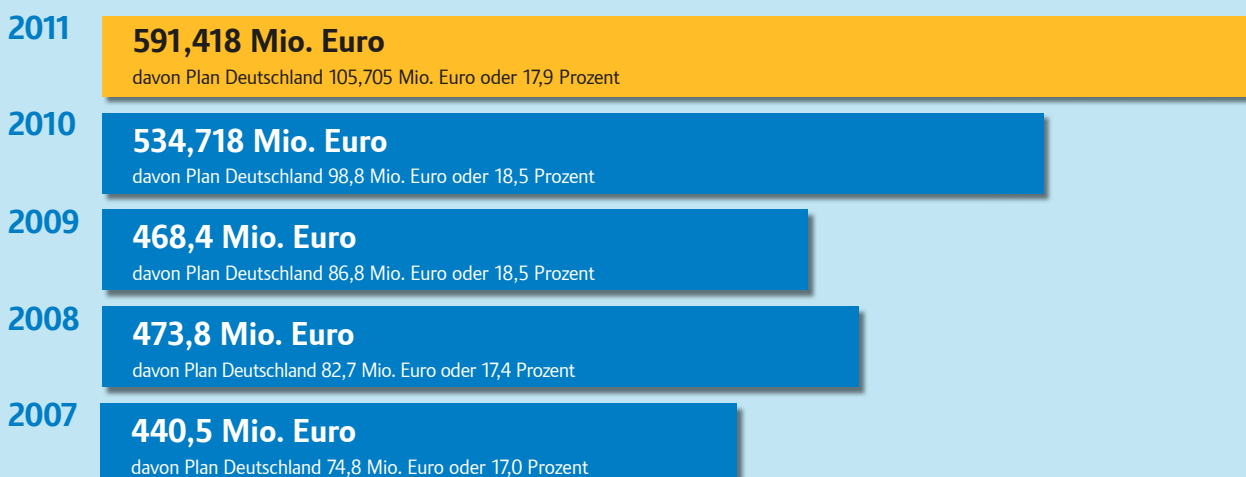 2011
591,418 Mio. Euro
davon Plan Deutschland 105,705 Mio. Euro oder 17,9 Prozent
2010
534,718 Mio. Euro
davon Plan Deutschland 98,8 Mio. Euro oder 18,5 Prozent
2009
468,4 Mio. Euro
davon Plan Deutschland 86,8 Mio. Euro oder 18,5 Prozent
2008
473,8 Mio. Euro
davon Plan Deutschland 82,7 Mio. Euro oder 17,4 Prozent
2007
440,5 Mio. Euro
davon Plan Deutschland 74,8 Mio. Euro oder 17,0 Prozent